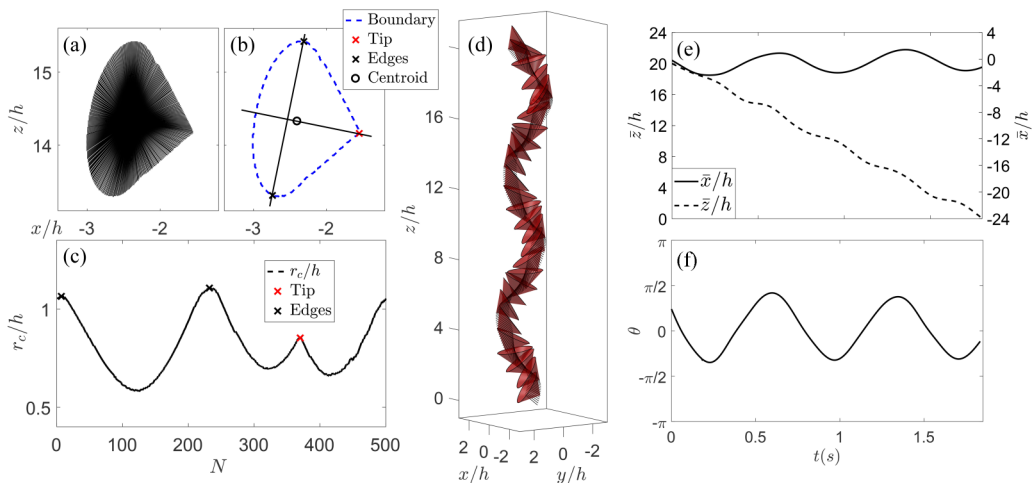 (a)
15
14
z/h
x/h
-3
-2
(b)
Boundary
Tip
Edges
Centroid
-3
-2
(c)
r_c/h
Tip
Edges
1
0.5
r_c/h
0
100
200
300
400
500
N
(d)
16
12
8
4
0
z/h
2
0
-2
x/h
2
0
-2
y/h
(e)
24
20
16
12
8
4
0
z̄/h
x̄/h
z̄/h
4
0
-4
-8
-12
-16
-20
-24
x̄/h
(f)
π
π/2
0
-π/2
-π
θ
0
0.5
1
1.5
t(s)